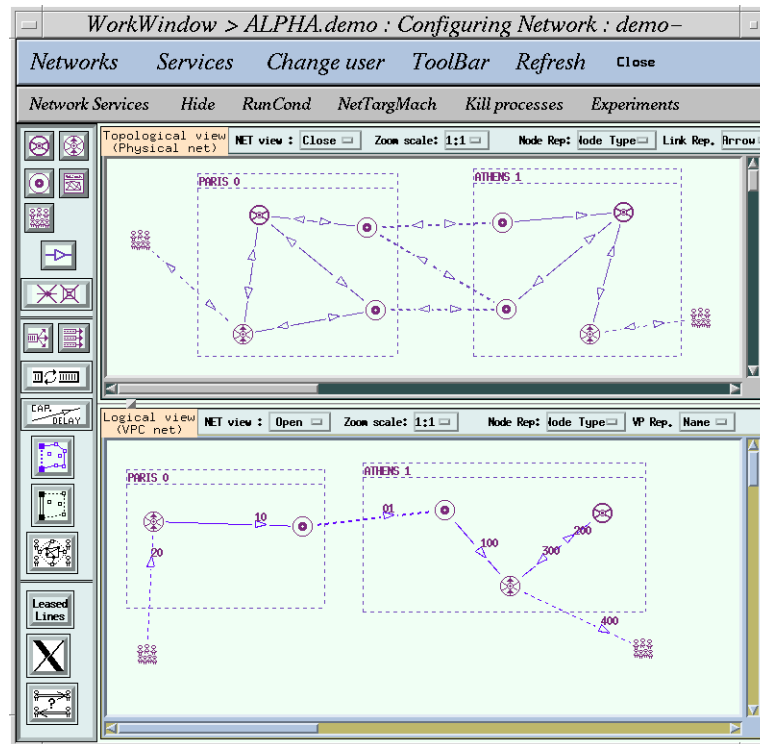 WorkWindow > ALPHA.demo : Configuring Network : demo-
Networks Services Change user ToolBar Refresh Close
Network Services Hide RunCond NetTargMach Kill processes Experiments
Topological view
(Physical net)
NET view : Close Zoom scale: 1:1 Node Rep: Node Type Link Rep. Arrow
PARIS 0
ATHENS 1
CAP.
DELAY
Logical view
(VPC net)
NET view : Open Zoom scale: 1:1 Node Rep: Node Type VP Rep. Name
PARIS 0
ATHENS 1
10
01
20
100
200
300
400
Leased
Lines
X
?